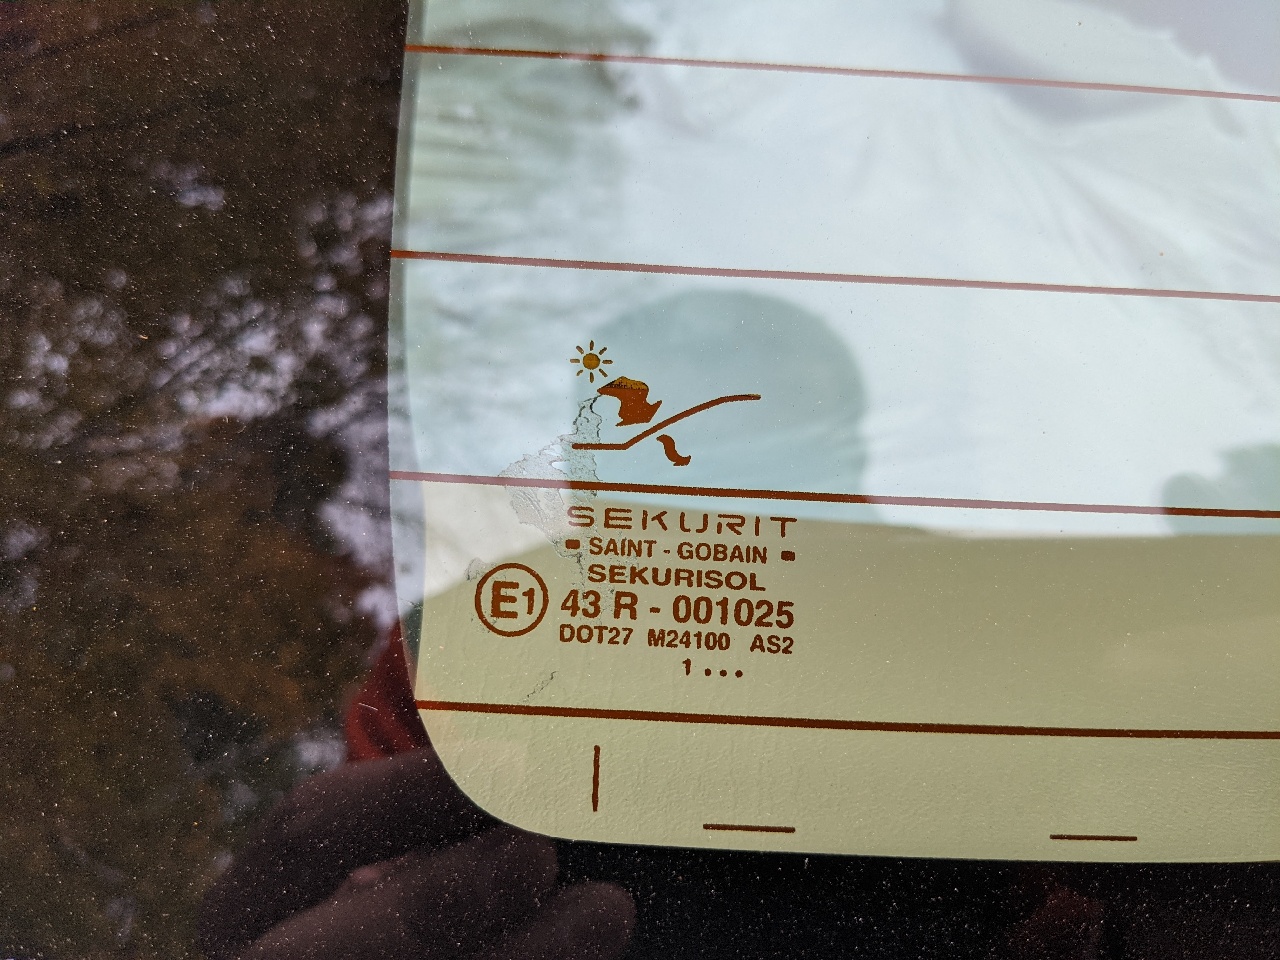 SEKURIT
SAINT - GOBAIN
SEKURISOL
E1 43 R - 001025
DOT27 M24100 AS2
1...